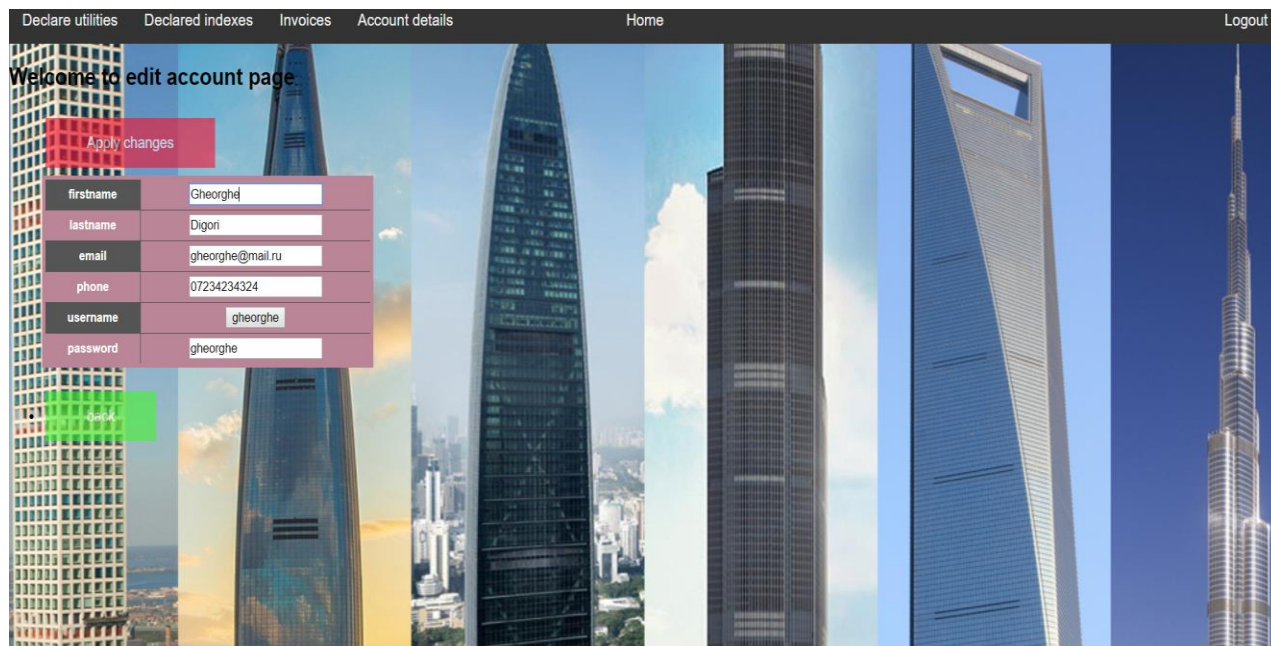 Declare utilities Declared indexes Invoices Account details Home Logout
Welcome to edit account page
Apply changes
firstname Gheorghe
lastname Digori
email gheorghe@mail.ru
phone 07234234324
username gheorghe
password gheorghe
back